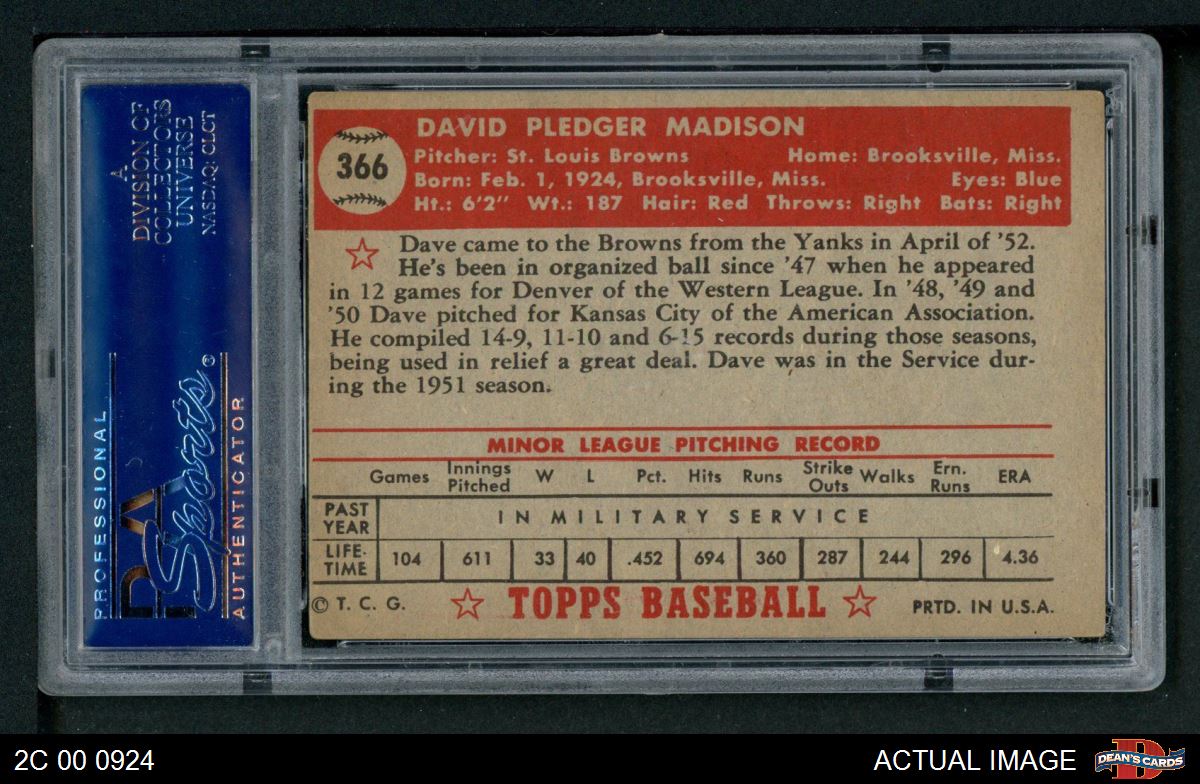 A
DIVISION OF
COLLECTORS
UNIVERSE
NASDAQ: CLCT
PROFESSIONAL
PSA
Sports®
AUTHENTICATOR
366
DAVID PLEDGER MADISON
Pitcher: St. Louis Browns Home: Brooksville, Miss.
Born: Feb. 1, 1924, Brooksville, Miss. Eyes: Blue
Ht.: 6'2" Wt.: 187 Hair: Red Throws: Right Bats: Right
Dave came to the Browns from the Yanks in April of '52.
He's been in organized ball since '47 when he appeared
in 12 games for Denver of the Western League. In '48, '49 and
'50 Dave pitched for Kansas City of the American Association.
He compiled 14-9, 11-10 and 6-15 records during those seasons,
being used in relief a great deal. Dave was in the Service dur-
ing the 1951 season.
MINOR LEAGUE PITCHING RECORD
Games Innings Pitched W L Pct. Hits Runs Strike Outs Walks Ern. Runs ERA
PAST YEAR IN MILITARY SERVICE
LIFE-TIME 104 611 33 40 .452 694 360 287 244 296 4.36
© T. C. G. TOPPS BASEBALL PRTD. IN U.S.A.
2C 00 0924 ACTUAL IMAGE D DEAN'S CARDS